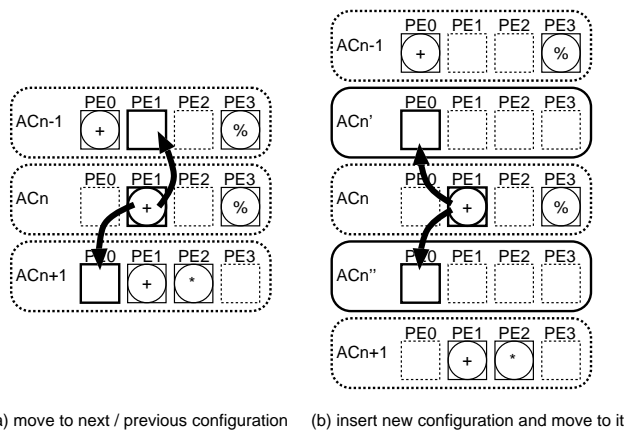 PE0 PE1 PE2 PE3
ACn-1 + %
PE0 PE1 PE2 PE3
ACn + %
PE0 PE1 PE2 PE3
ACn+1 + *
a) move to next / previous configuration
PE0 PE1 PE2 PE3
ACn-1 + %
PE0 PE1 PE2 PE3
ACn’
PE0 PE1 PE2 PE3
ACn + %
PE0 PE1 PE2 PE3
ACn’’
PE0 PE1 PE2 PE3
ACn+1 + *
(b) insert new configuration and move to it